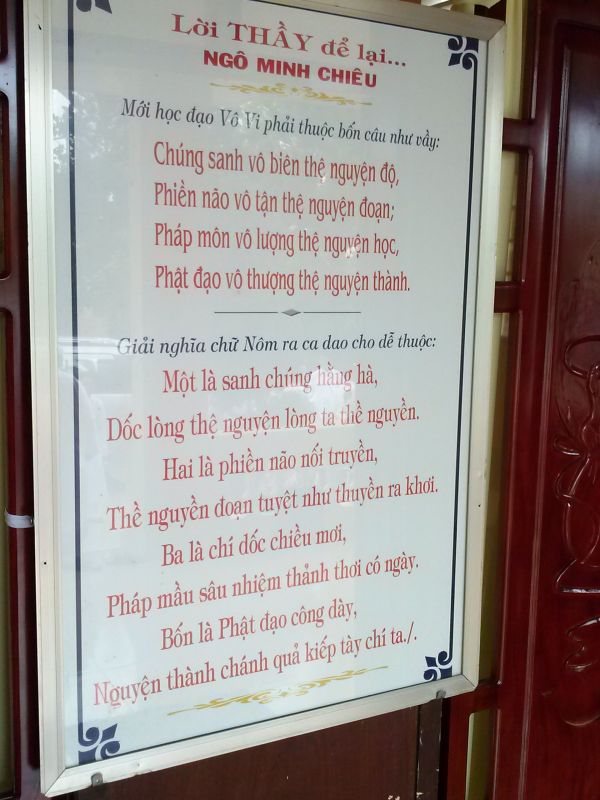 Lời THẦY để lại...
NGÔ MINH CHIÊU
Mới học đạo Vô Vi phải thuộc bốn câu như vầy:
Chúng sanh vô biên thệ nguyện độ,
Phiền não vô tận thệ nguyện đoạn;
Pháp môn vô lượng thệ nguyện học,
Phật đạo vô thượng thệ nguyện thành.
Giải nghĩa chữ Nôm ra ca dao cho dễ thuộc:
Một là sanh chúng hằng hà,
Dốc lòng thệ nguyện lòng ta thề nguyền.
Hai là phiền não nối truyền,
Thề nguyền đoạn tuyệt như thuyền ra khơi.
Ba là chí dốc chiều mơi,
Pháp mầu sâu nhiệm thảnh thơi có ngày.
Bốn là Phật đạo công dày,
Nguyện thành chánh quả kiếp tày chí ta./.